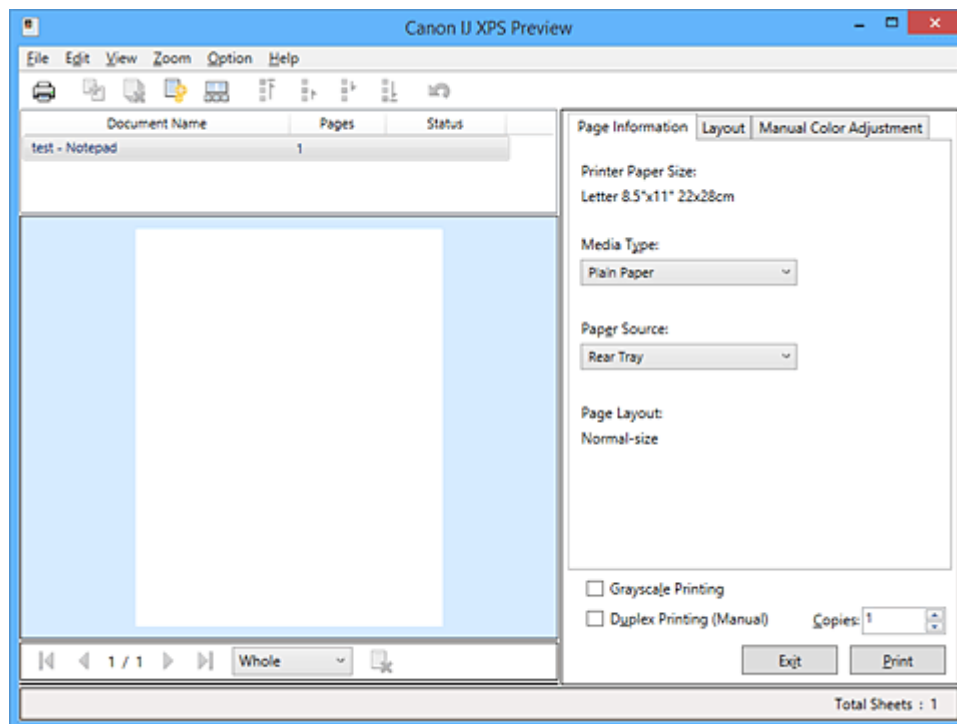 Canon IJ XPS Preview
File Edit View Zoom Option Help
Document Name Pages Status
test - Notepad 1
Page Information Layout Manual Color Adjustment
Printer Paper Size:
Letter 8.5"x11" 22x28cm
Media Type:
Plain Paper
Paper Source:
Rear Tray
Page Layout:
Normal-size
Grayscale Printing
Duplex Printing (Manual) Copies: 1
1 / 1 Whole
Exit Print
Total Sheets : 1